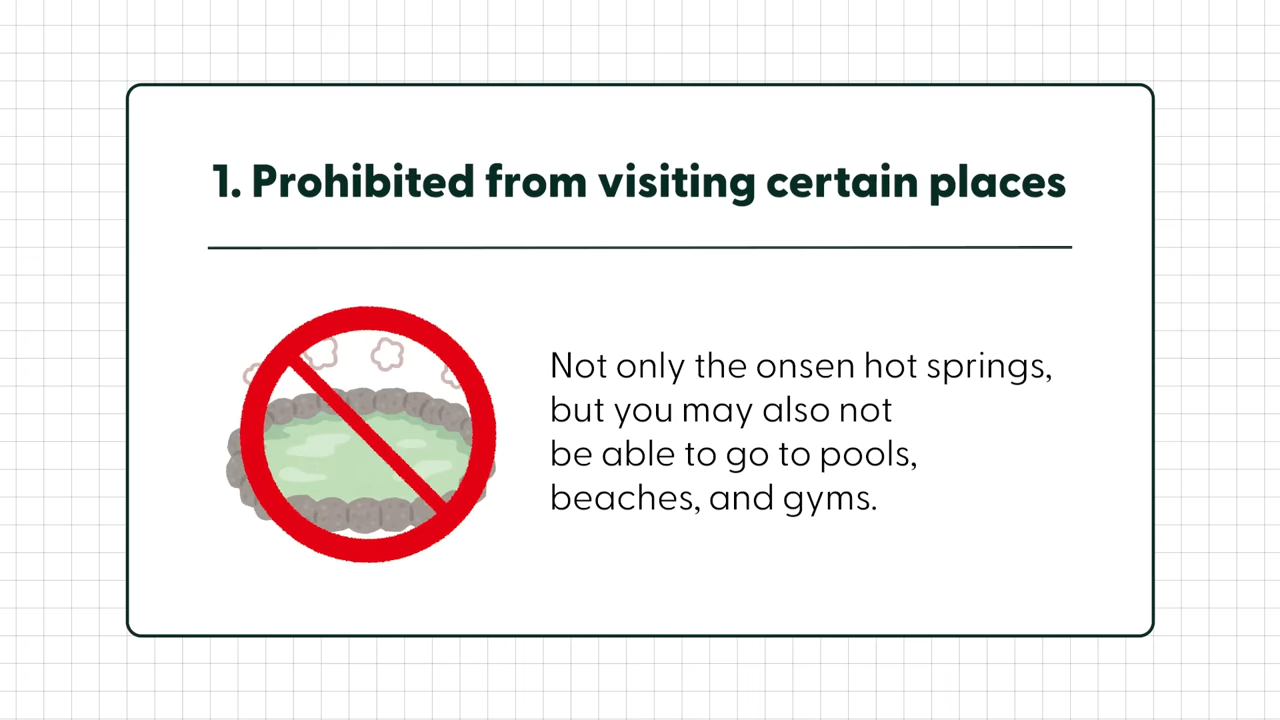 1. Prohibited from visiting certain places
Not only the onsen hot springs,
but you may also not
be able to go to pools,
beaches, and gyms.